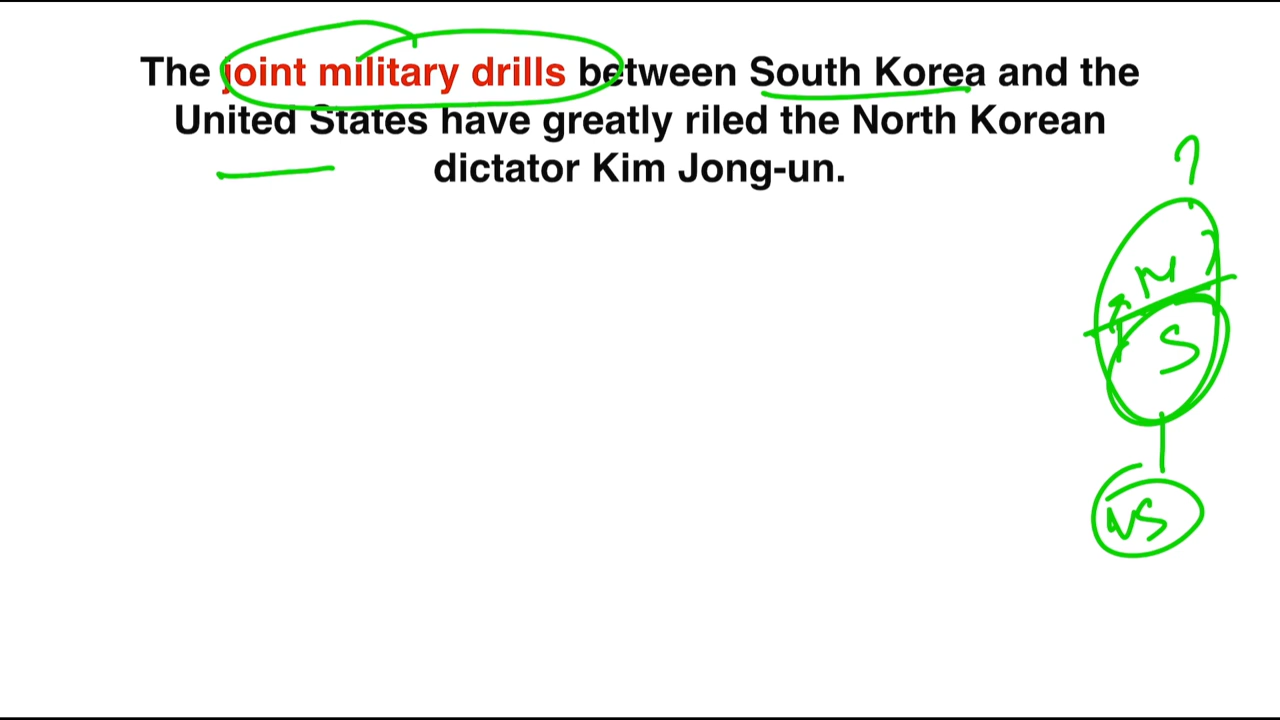 The joint military drills between South Korea and the
United States have greatly riled the North Korean
dictator Kim Jong-un.
?
N
S
US